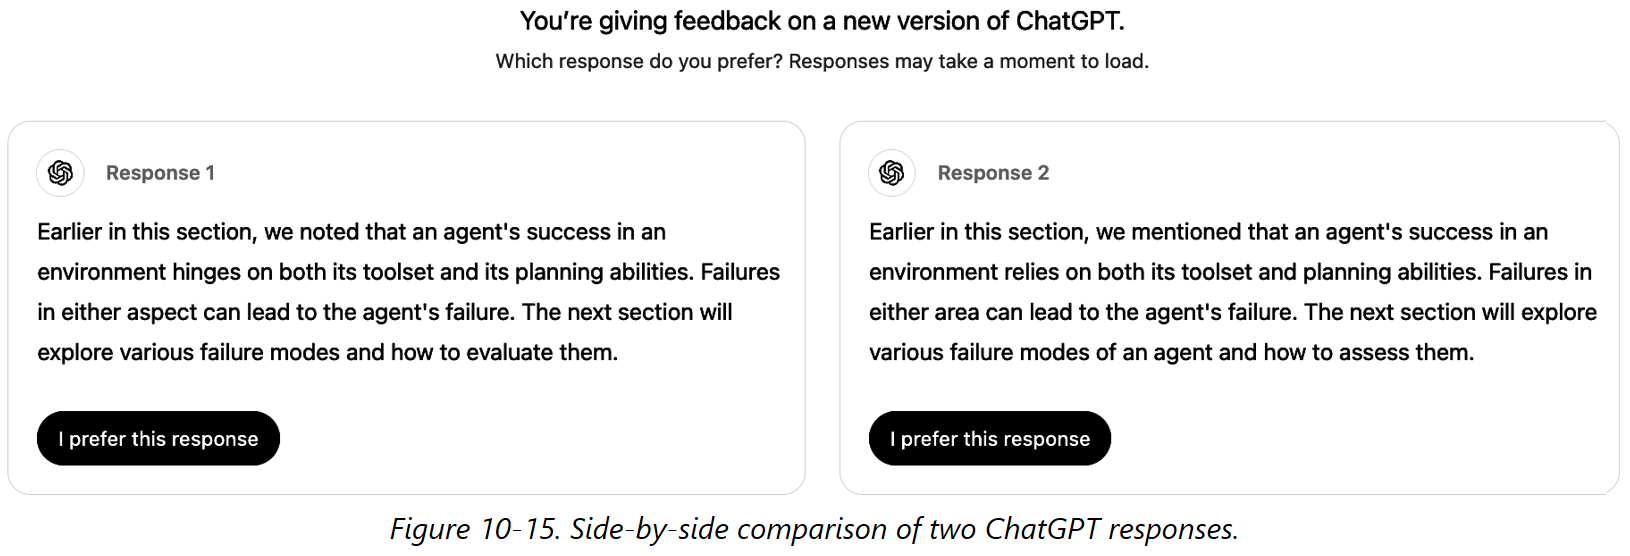 You’re giving feedback on a new version of ChatGPT.
Which response do you prefer? Responses may take a moment to load.
Response 1
Earlier in this section, we noted that an agent's success in an
environment hinges on both its toolset and its planning abilities. Failures
in either aspect can lead to the agent's failure. The next section will
explore various failure modes and how to evaluate them.
I prefer this response
Response 2
Earlier in this section, we mentioned that an agent's success in an
environment relies on both its toolset and planning abilities. Failures in
either area can lead to the agent's failure. The next section will explore
various failure modes of an agent and how to assess them.
I prefer this response
Figure 10-15. Side-by-side comparison of two ChatGPT responses.